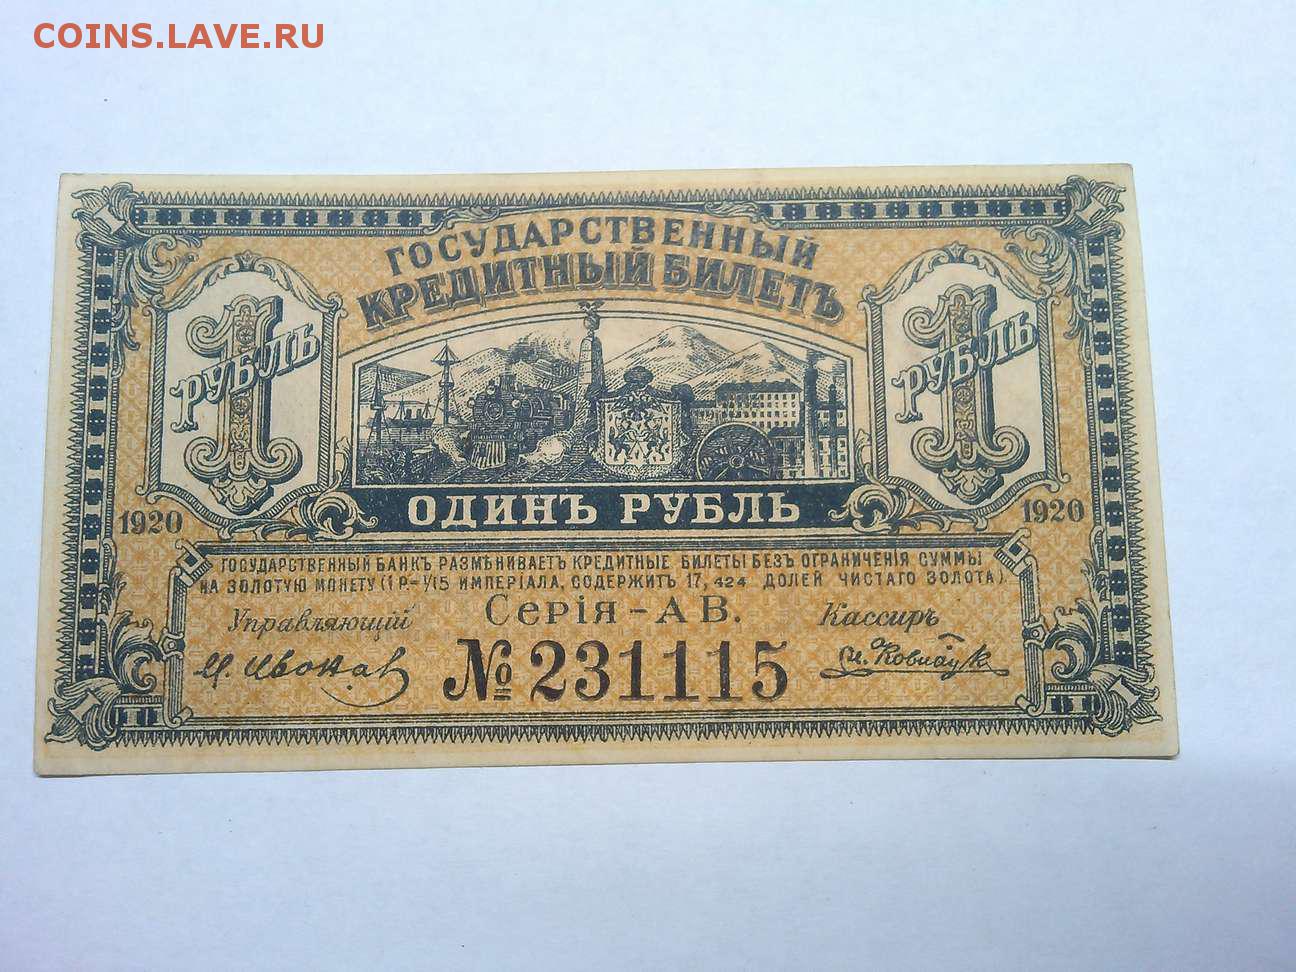 COINS.LAVE.RU
ГОСУДАРСТВЕННЫЙ
КРЕДИТНЫЙ БИЛЕТЪ
1 РУБЛЬ
1 РУБЛЬ
ОДИНЪ РУБЛЬ
1920 1920
ГОСУДАРСТВЕННЫЙ БАНКЪ РАЗМѢНИВАЕТЪ КРЕДИТНЫЕ БИЛЕТЫ БЕЗЪ ОГРАНИЧЕНІЯ СУММЫ
НА ЗОЛОТУЮ МОНЕТУ (1 Р.-1/15 ИМПЕРІАЛА, СОДЕРЖИТЪ 17, 424 ДОЛЕЙ ЧИСТАГО ЗОЛОТА).
Управляющій Серія-АВ. Кассиръ
№ 231115